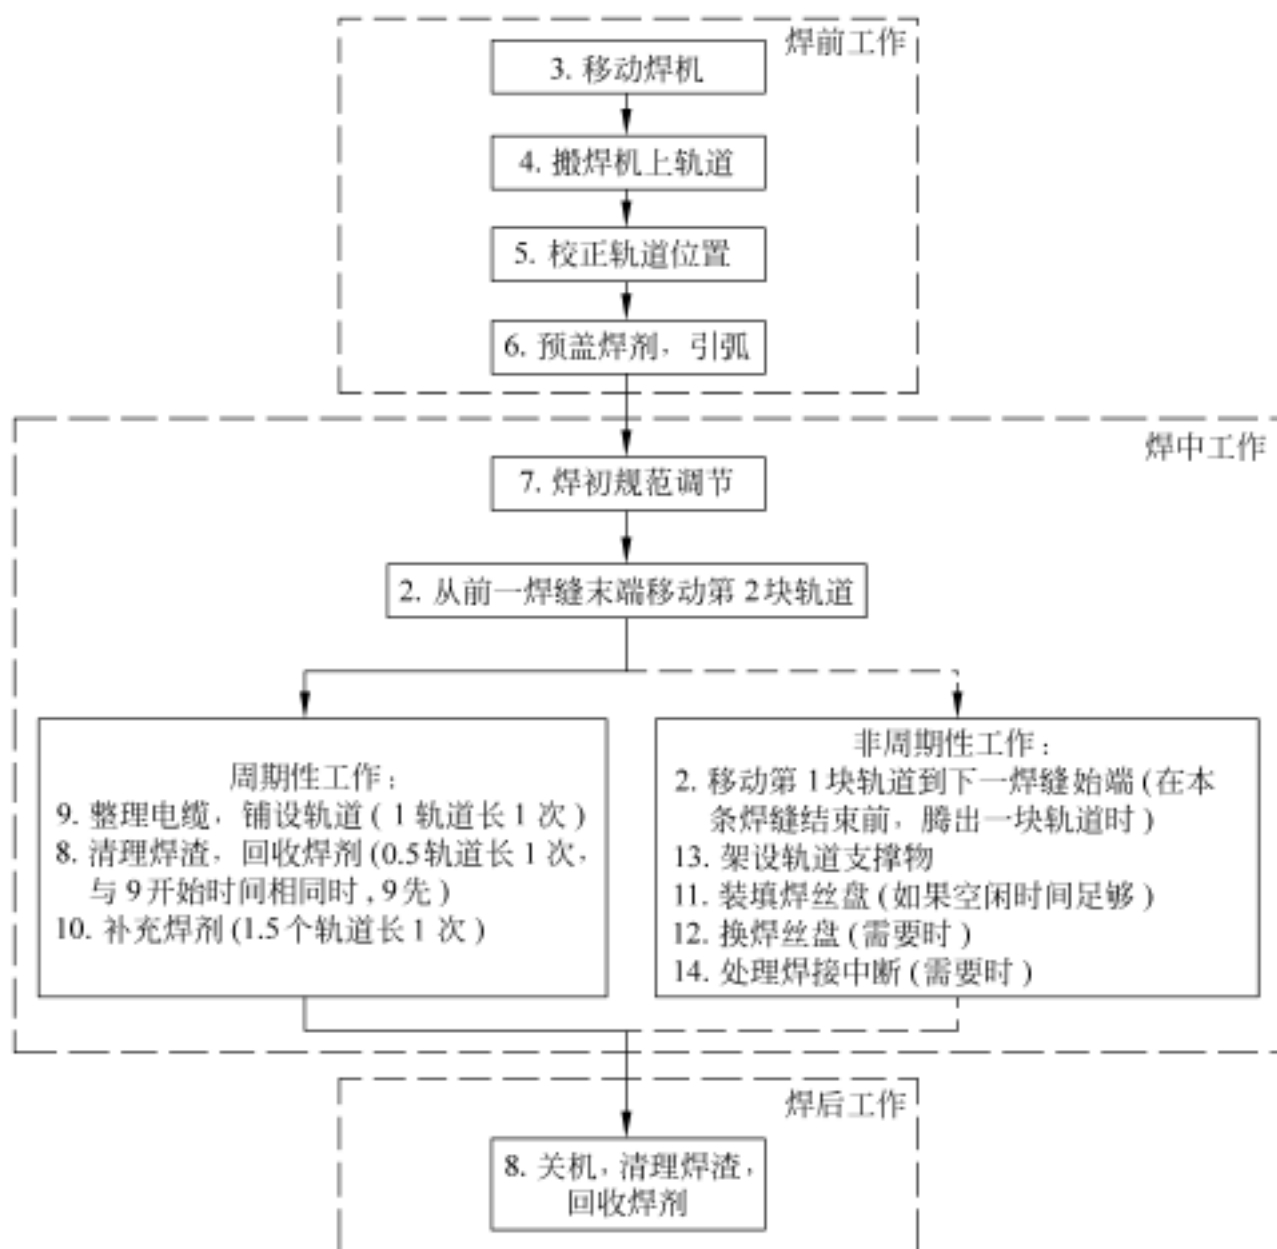 焊前工作
3. 移动焊机
4. 搬焊机上轨道
5. 校正轨道位置
6. 预盖焊剂，引弧
焊中工作
7. 焊初规范调节
2. 从前一焊缝末端移动第2块轨道
周期性工作：
9. 整理电缆，铺设轨道(1轨道长1次)
8. 清理焊渣，回收焊剂(0.5轨道长1次，
与9开始时间相同时,9先)
10. 补充焊剂(1.5个轨道长1次)
非周期性工作：
2. 移动第1块轨道到下一焊缝始端(在本
条焊缝结束前，腾出一块轨道时)
13. 架设轨道支撑物
11. 装填焊丝盘(如果空闲时间足够)
12. 换焊丝盘(需要时)
14. 处理焊接中断(需要时)
焊后工作
8. 关机，清理焊渣，
回收焊剂